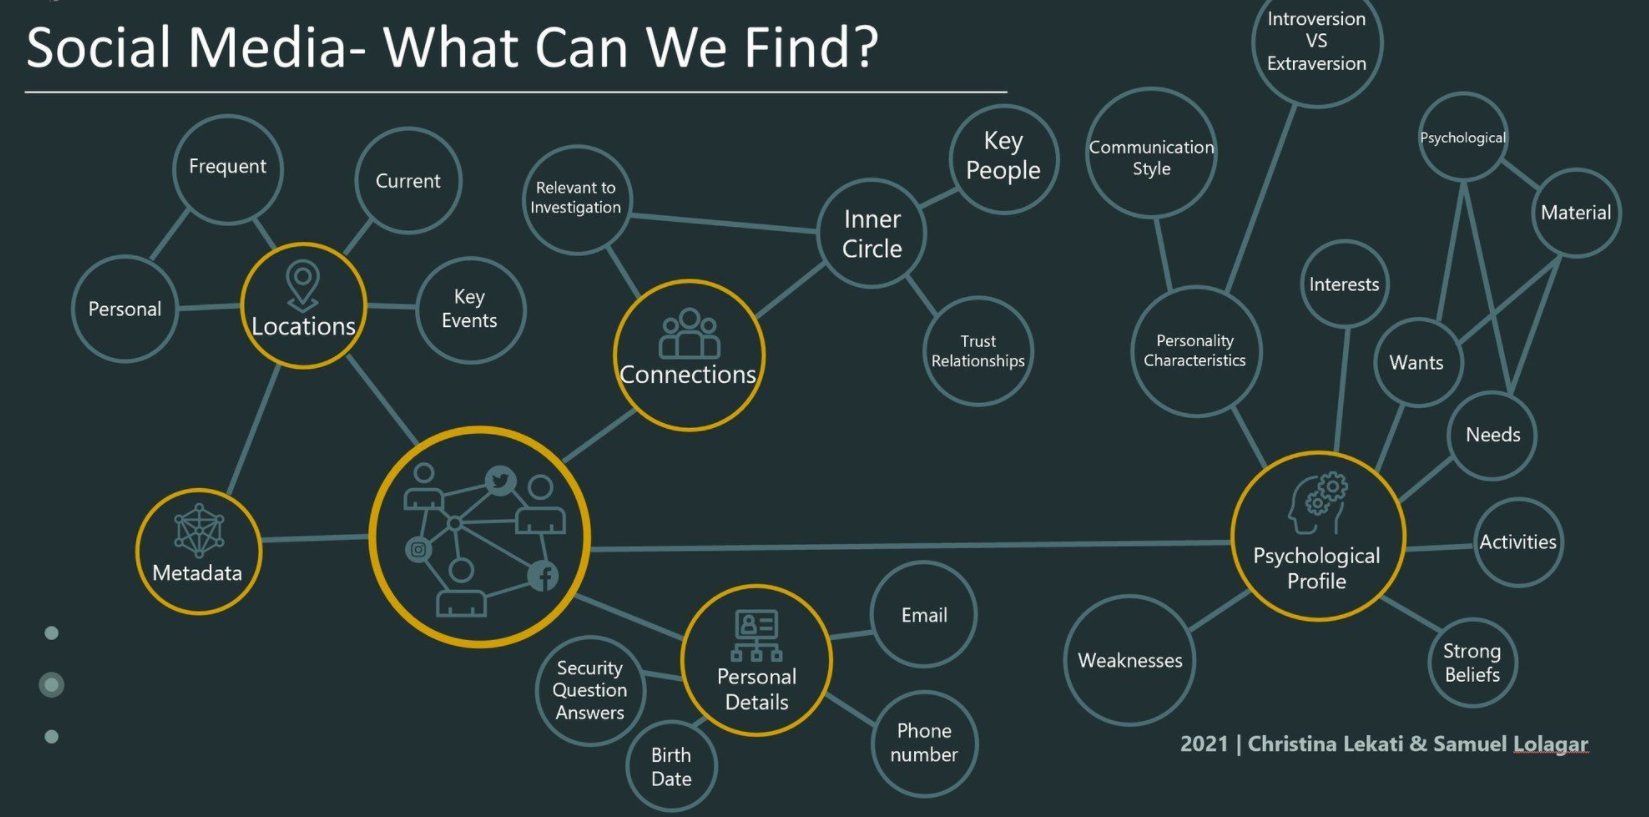 Social Media- What Can We Find?
Introversion
VS
Extraversion
Frequent
Current
Personal
Locations
Key
Events
Metadata
Relevant to
Investigation
Connections
Inner
Circle
Key
People
Trust
Relationships
Communication
Style
Personality
Characteristics
Psychological
Material
Interests
Wants
Needs
Psychological
Profile
Activities
Weaknesses
Strong
Beliefs
Email
Personal
Details
Security
Question
Answers
Birth
Date
Phone
number
2021 | Christina Lekati & Samuel Lolagar